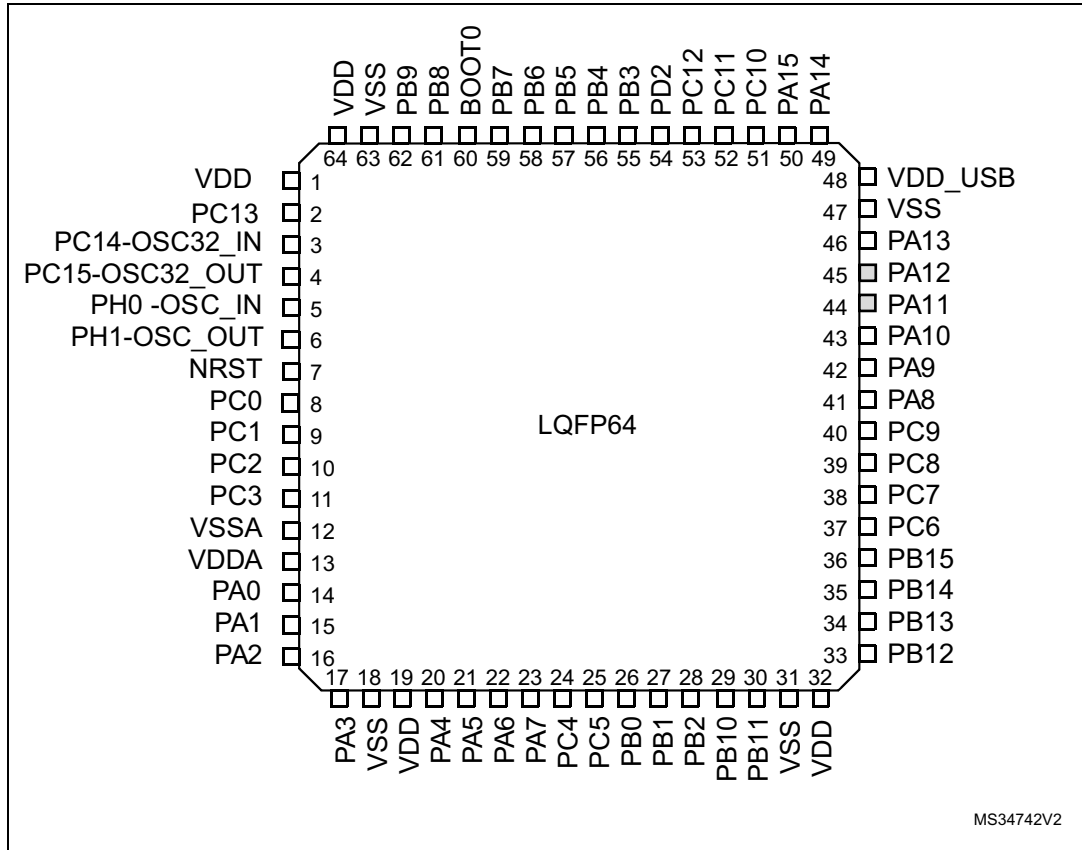 VDD
VSS
PB9
PB8
BOOT0
PB7
PB6
PB5
PB4
PB3
PD2
PC12
PC11
PC10
PA15
PA14
64 63 62 61 60 59 58 57 56 55 54 53 52 51 50 49
VDD 1
PC13 2
PC14-OSC32_IN 3
PC15-OSC32_OUT 4
PH0 -OSC_IN 5
PH1-OSC_OUT 6
NRST 7
PC0 8
PC1 9
PC2 10
PC3 11
VSSA 12
VDDA 13
PA0 14
PA1 15
PA2 16
LQFP64
48 VDD_USB
47 VSS
46 PA13
45 PA12
44 PA11
43 PA10
42 PA9
41 PA8
40 PC9
39 PC8
38 PC7
37 PC6
36 PB15
35 PB14
34 PB13
33 PB12
17 18 19 20 21 22 23 24 25 26 27 28 29 30 31 32
PA3
VSS
VDD
PA4
PA5
PA6
PA7
PC4
PC5
PB0
PB1
PB2
PB10
PB11
VSS
VDD
MS34742V2